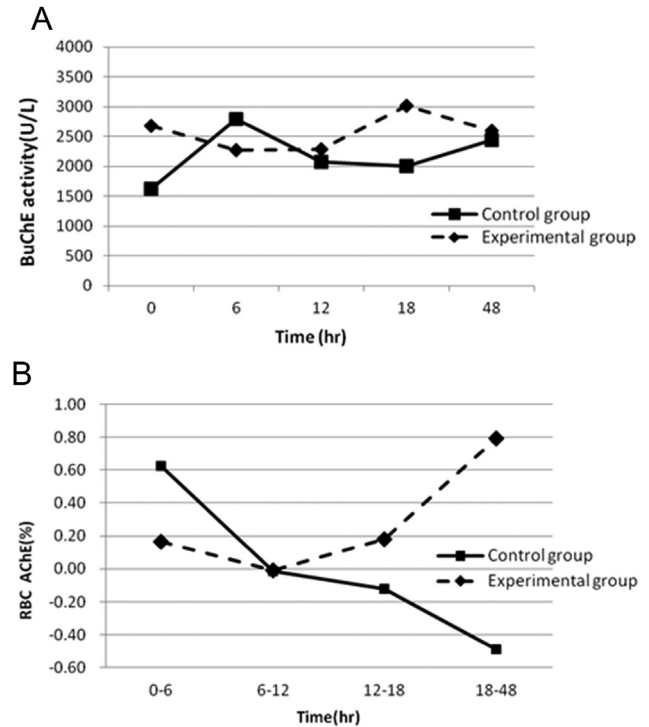 A
4000
3500
3000
2500
2000
1500
1000
500
0
BuChE activity(U/L)
Control group
Experimental group
0 6 12 18 48
Time (hr)
B
1.00
0.80
0.60
0.40
0.20
0.00
-0.20
-0.40
-0.60
RBC AChE(%)
Control group
Experimental group
0-6 6-12 12-18 18-48
Time(hr)